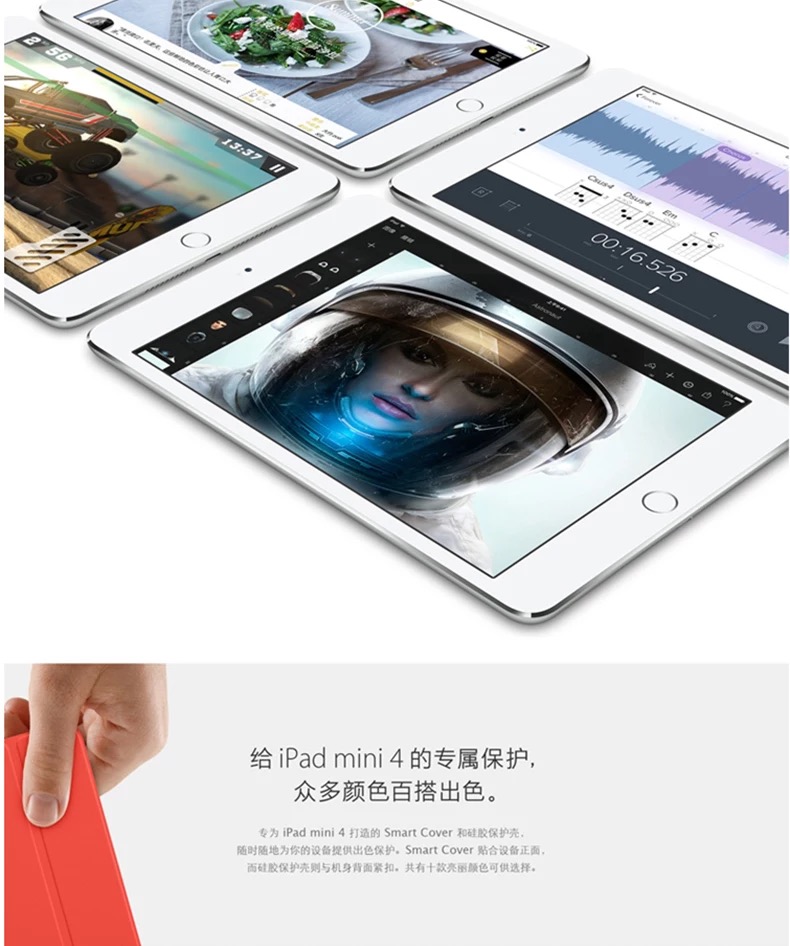 2 56
13:37
Csus4
Dsus4
Em
C
00:16.526
Astronaut
100%
给 iPad mini 4 的专属保护,
众多颜色百搭出色。
专为 iPad mini 4 打造的 Smart Cover 和硅胶保护壳,
随时随地为你的设备提供出色保护。Smart Cover 贴合设备正面,
而硅胶保护壳则与机身背面紧扣。共有十款亮丽颜色可供选择。